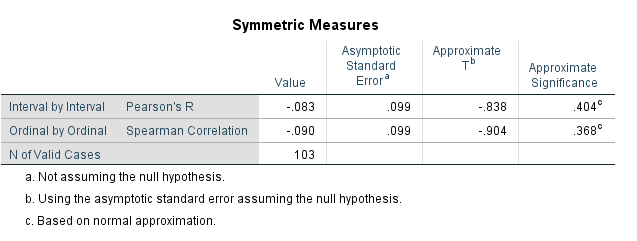 Symmetric Measures
Value Asymptotic Standard Error a Approximate T b Approximate Significance
Interval by Interval Pearson's R -.083 .099 -.838 .404 c
Ordinal by Ordinal Spearman Correlation -.090 .099 -.904 .368 c
N of Valid Cases 103
a. Not assuming the null hypothesis.
b. Using the asymptotic standard error assuming the null hypothesis.
c. Based on normal approximation.